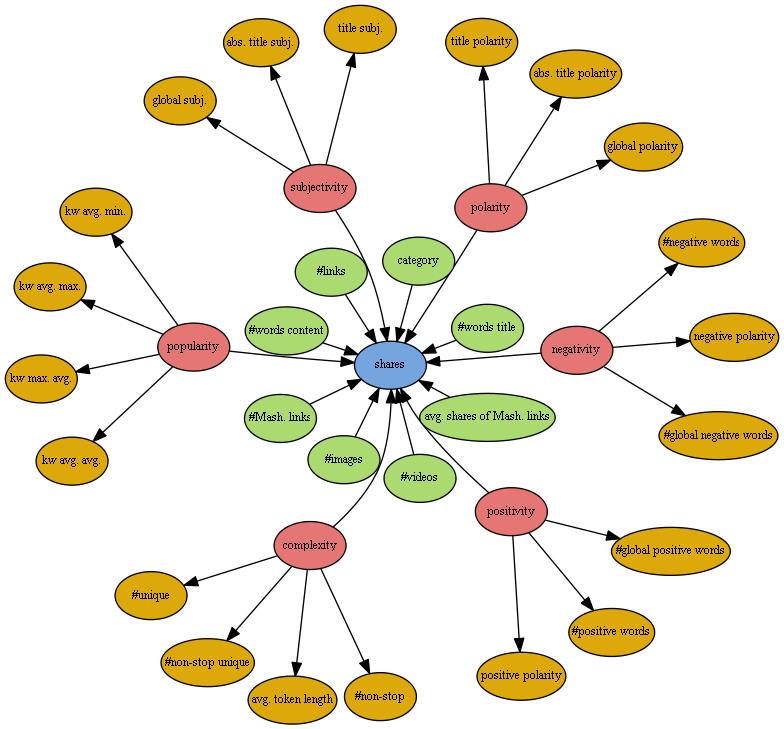 title subj.
abs. title subj.
title polarity
abs. title polarity
global subj.
global polarity
subjectivity
polarity
kw avg. min.
#negative words
category
#links
kw avg. max.
#words content
#words title
negative polarity
popularity
negativity
shares
kw max. avg.
#Mash. links
avg. shares of Mash. links
#global negative words
kw avg. avg.
#images
#videos
positivity
complexity
#global positive words
#unique
#positive words
#non-stop unique
positive polarity
avg. token length
#non-stop